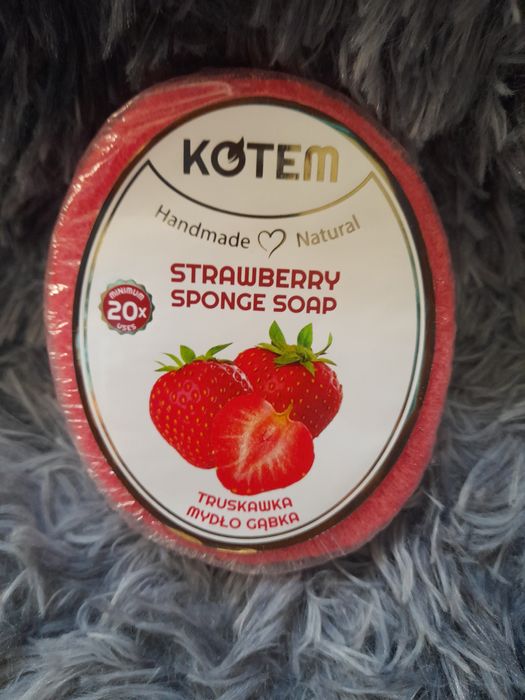 KOTEM
Handmade Natural
STRAWBERRY
SPONGE SOAP
MINIMUM
20x
USES
TRUSKAWKA
MYDŁO GĄBKA